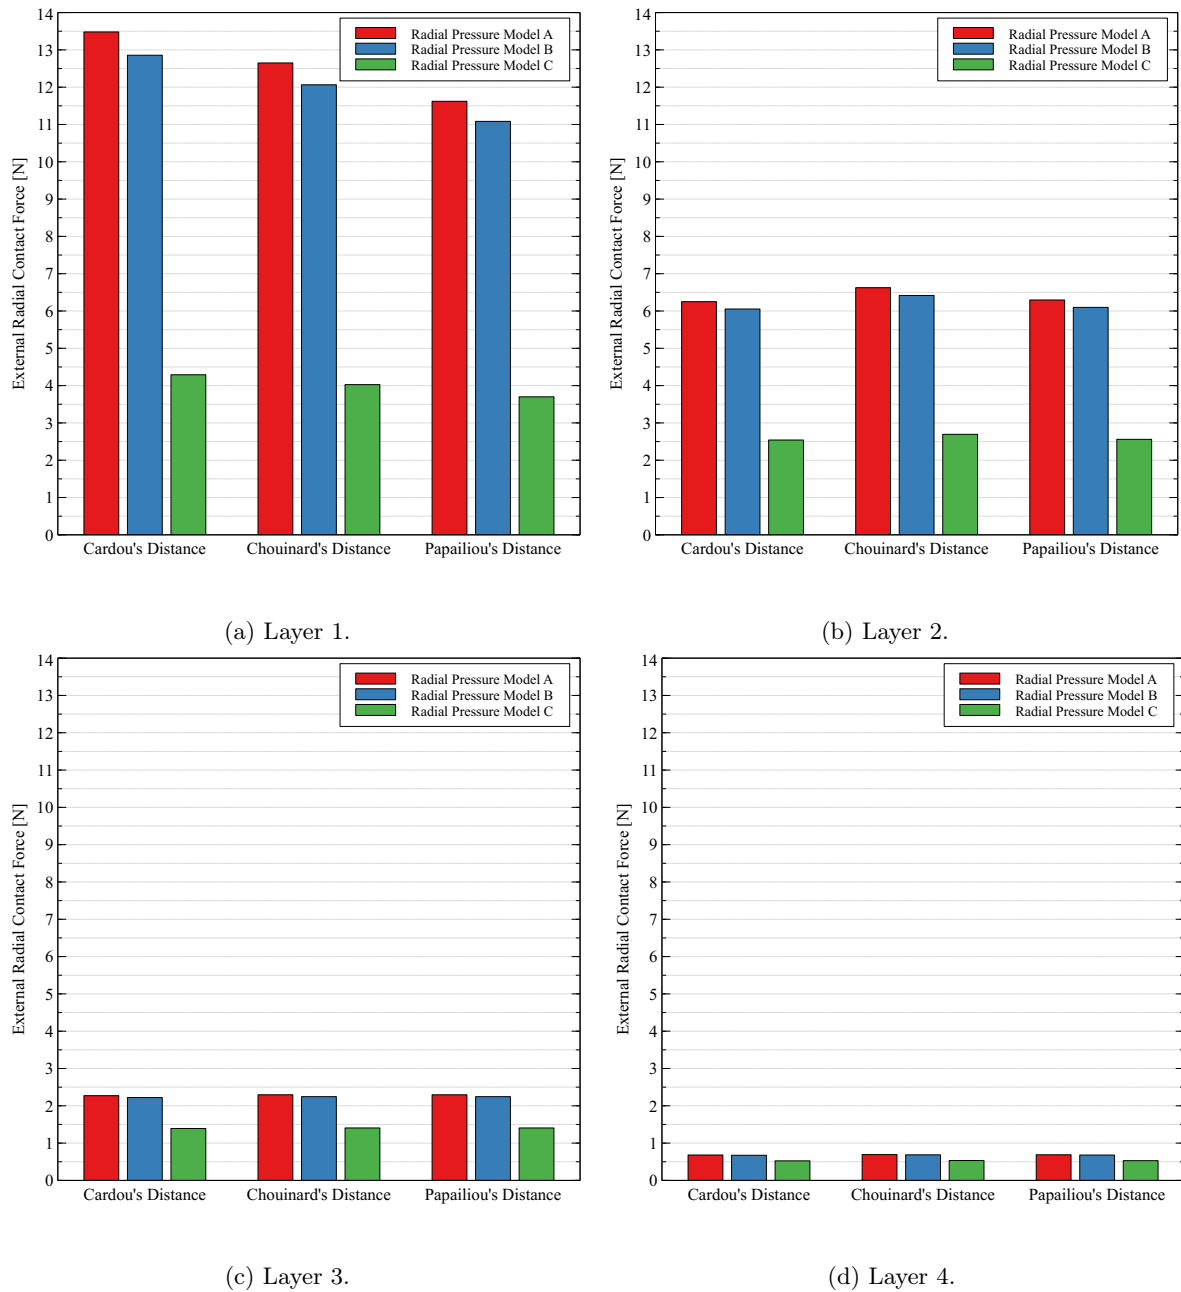 14
13
12
11
10
9
8
7
6
5
4
3
2
1
0
External Radial Contact Force [N]
Radial Pressure Model A
Radial Pressure Model B
Radial Pressure Model C
Cardou's Distance Chouinard's Distance Papailiou's Distance
(a) Layer 1.
14
13
12
11
10
9
8
7
6
5
4
3
2
1
0
External Radial Contact Force [N]
Radial Pressure Model A
Radial Pressure Model B
Radial Pressure Model C
Cardou's Distance Chouinard's Distance Papailiou's Distance
(b) Layer 2.
14
13
12
11
10
9
8
7
6
5
4
3
2
1
0
External Radial Contact Force [N]
Radial Pressure Model A
Radial Pressure Model B
Radial Pressure Model C
Cardou's Distance Chouinard's Distance Papailiou's Distance
(c) Layer 3.
14
13
12
11
10
9
8
7
6
5
4
3
2
1
0
External Radial Contact Force [N]
Radial Pressure Model A
Radial Pressure Model B
Radial Pressure Model C
Cardou's Distance Chouinard's Distance Papailiou's Distance
(d) Layer 4.